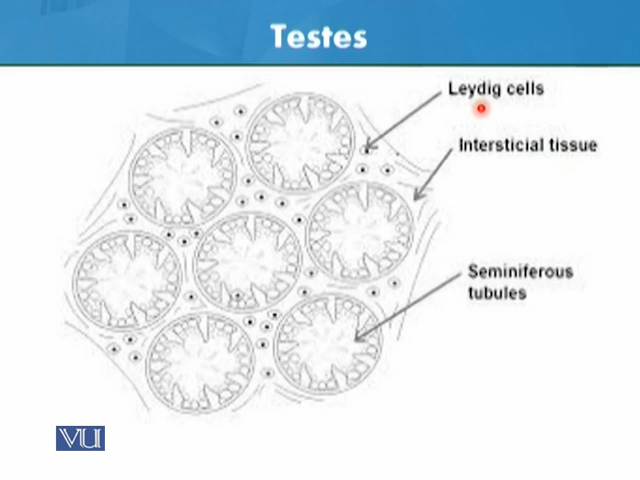 Testes
Leydig cells
Intersticial tissue
Seminiferous
tubules
VU